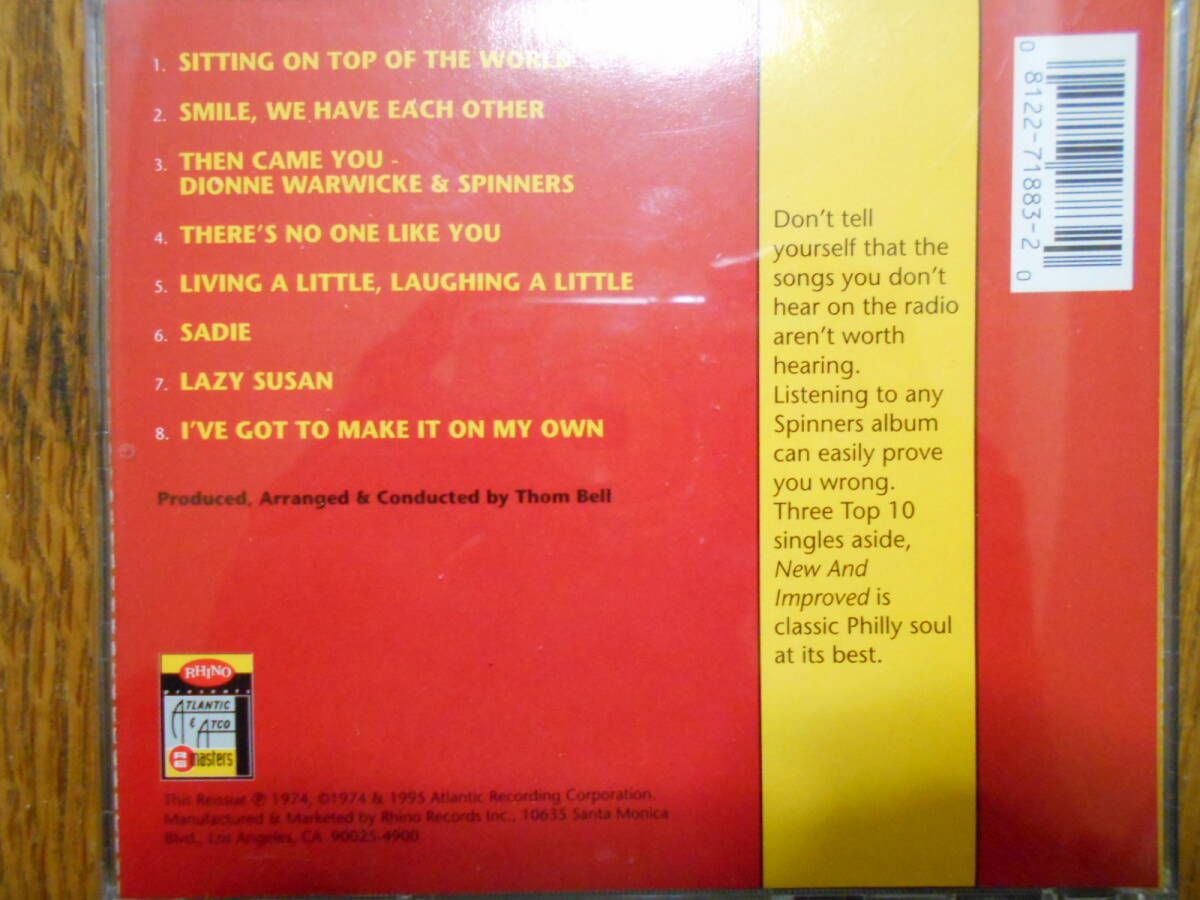 1. SITTING ON TOP OF THE WORLD
2. SMILE, WE HAVE EACH OTHER
3. THEN CAME YOU -
DIONNE WARWICKE & SPINNERS
4. THERE'S NO ONE LIKE YOU
5. LIVING A LITTLE, LAUGHING A LITTLE
6. SADIE
7. LAZY SUSAN
8. I'VE GOT TO MAKE IT ON MY OWN
Produced, Arranged & Conducted by Thom Bell
RHINO
presents
ATLANTIC
& ATCO
RE masters
This Reissue ℗ 1974, ©1974 & 1995 Atlantic Recording Corporation.
Manufactured & Marketed by Rhino Records Inc., 10635 Santa Monica
Blvd., Los Angeles, CA 90025-4900
Don't tell
yourself that the
songs you don't
hear on the radio
aren't worth
hearing.
Listening to any
Spinners album
can easily prove
you wrong.
Three Top 10
singles aside,
New And
Improved is
classic Philly soul
at its best.
0 8122-71883-2 0